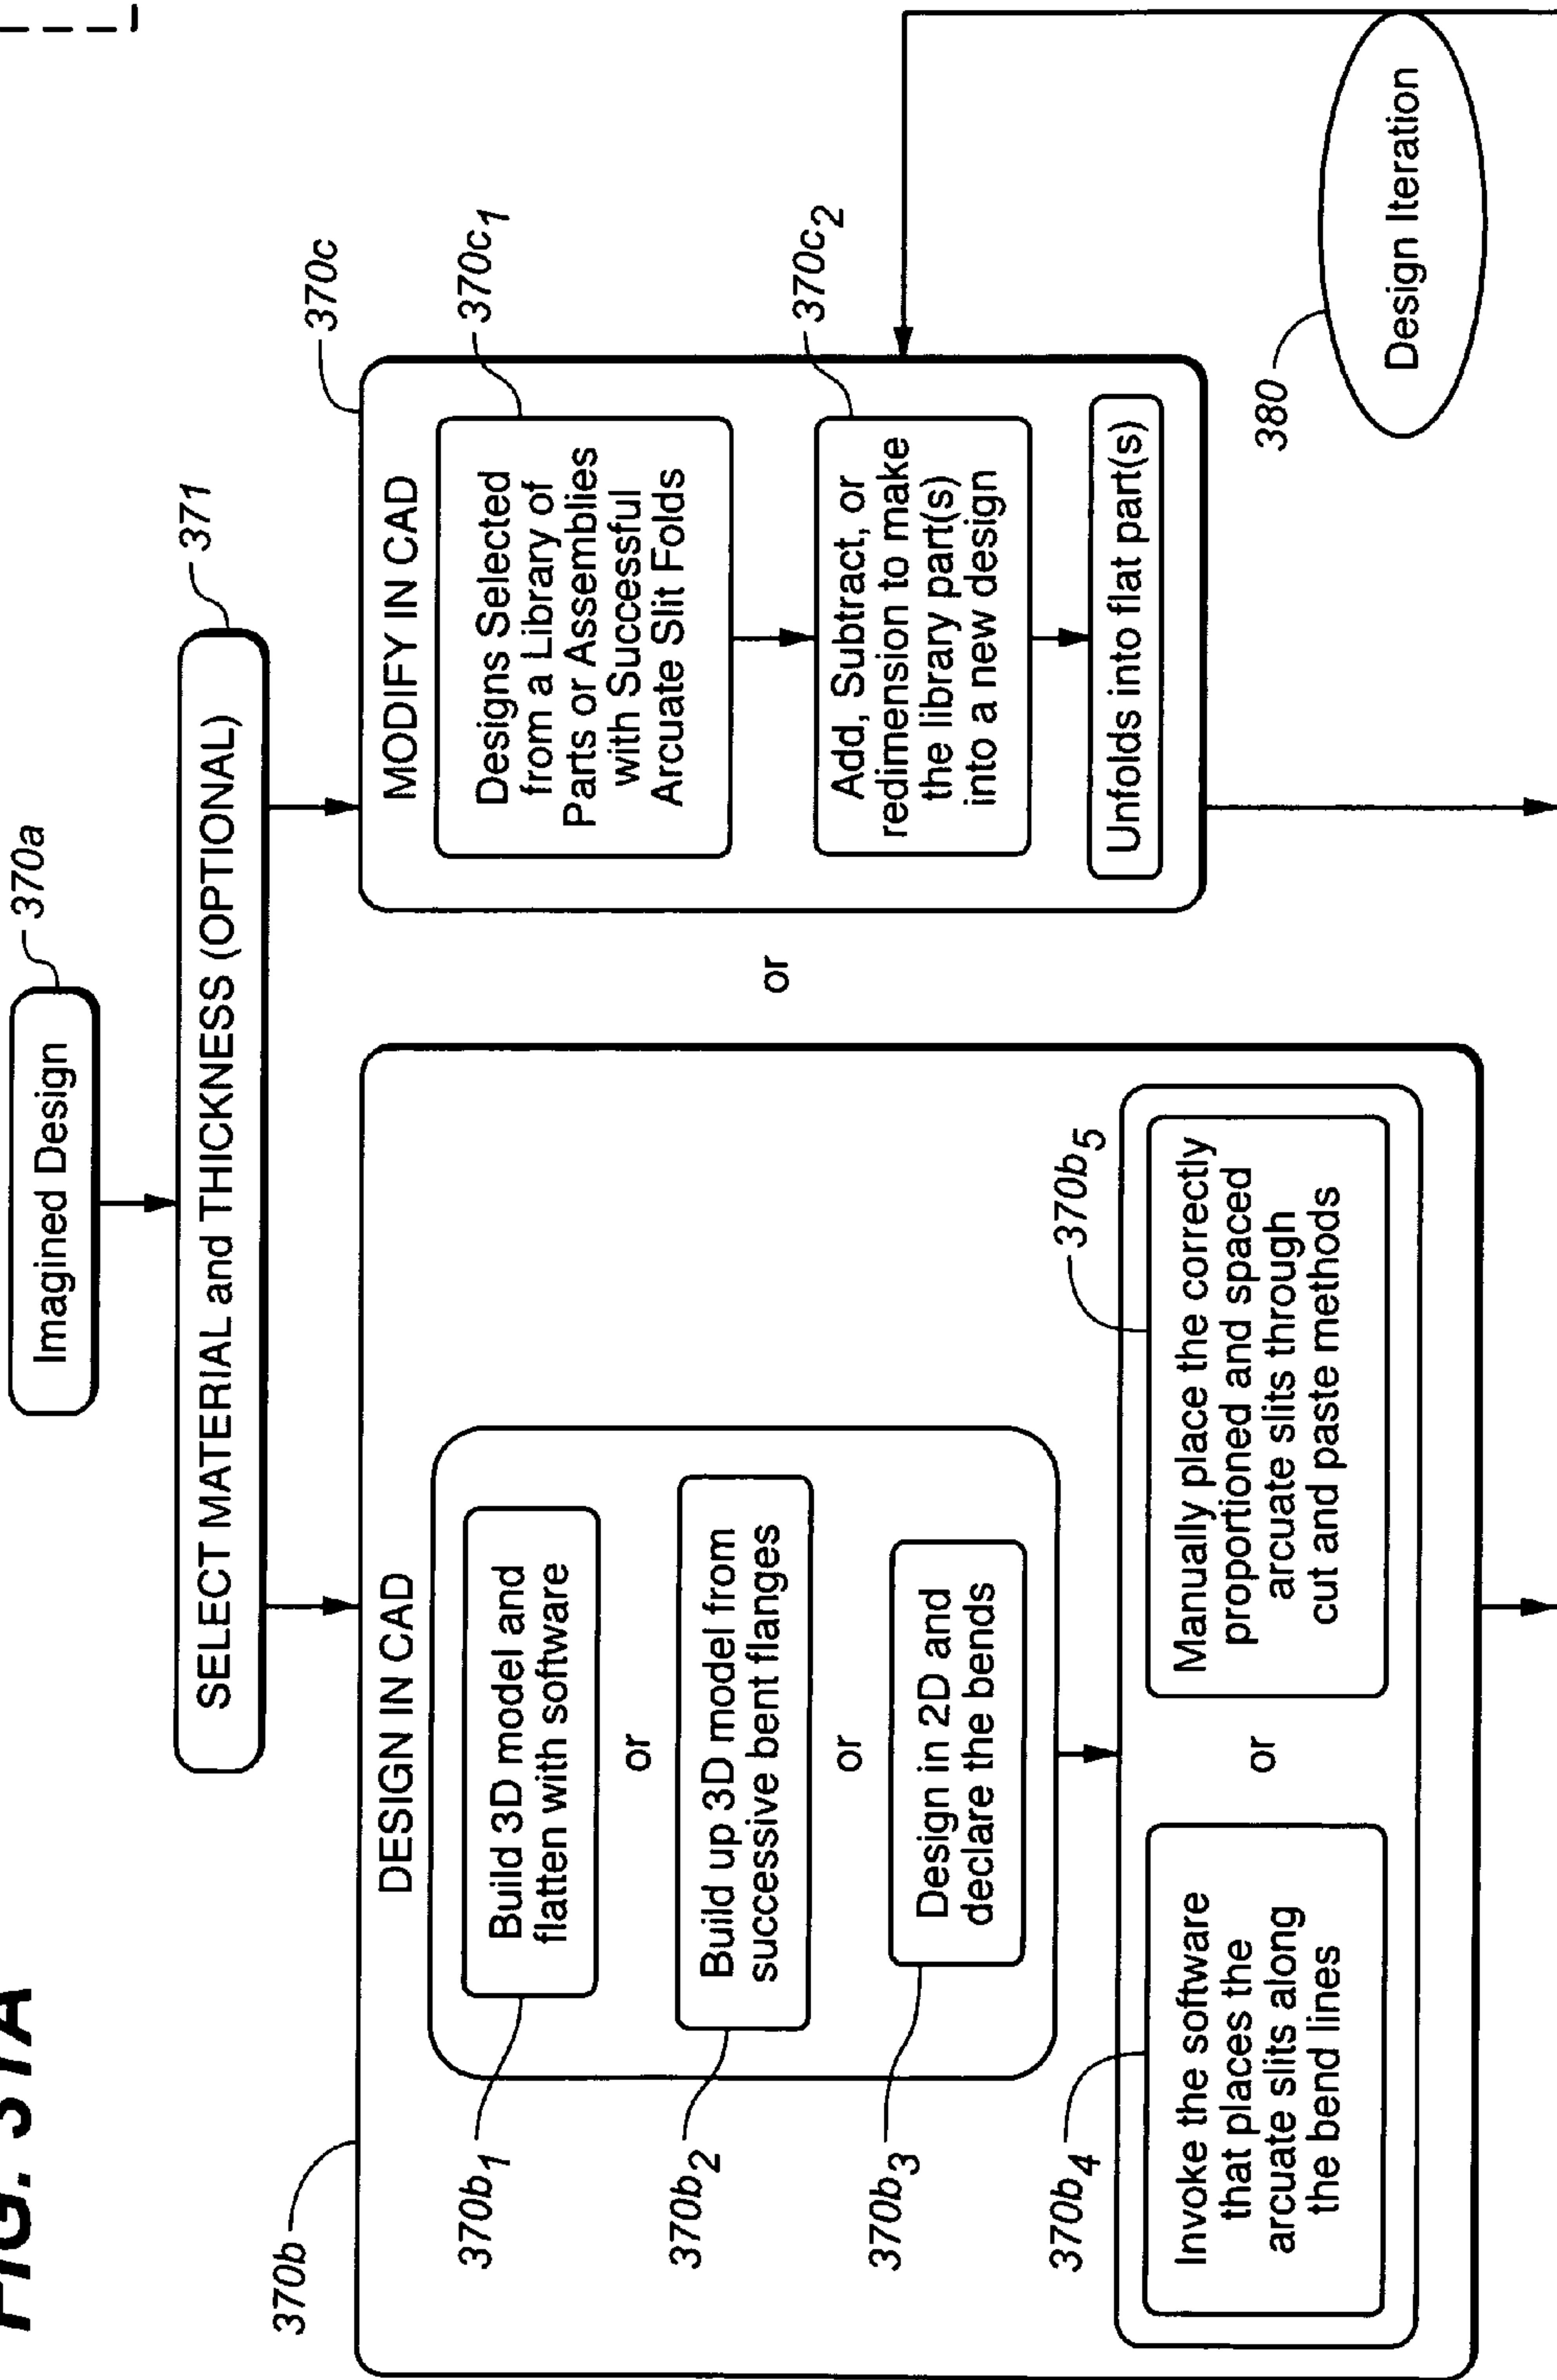 FIG. 31A
Imagined Design
370a
SELECT MATERIAL and THICKNESS (OPTIONAL)
371
370b
DESIGN IN CAD
370b1
Build 3D model and
flatten with software
or
370b2
Build up 3D model from
successive bent flanges
or
370b3
Design in 2D and
declare the bends
370b4
Invoke the software
that places the
arcuate slits along
the bend lines
or
370b5
Manually place the correctly
proportioned and spaced
arcuate slits through
cut and paste methods
or
370c
MODIFY IN CAD
370c1
Designs Selected
from a Library of
Parts or Assemblies
with Successful
Arcuate Slit Folds
370c2
Add, Subtract, or
redimension to make
the library part(s)
into a new design
Unfolds into flat part(s)
380
Design Iteration